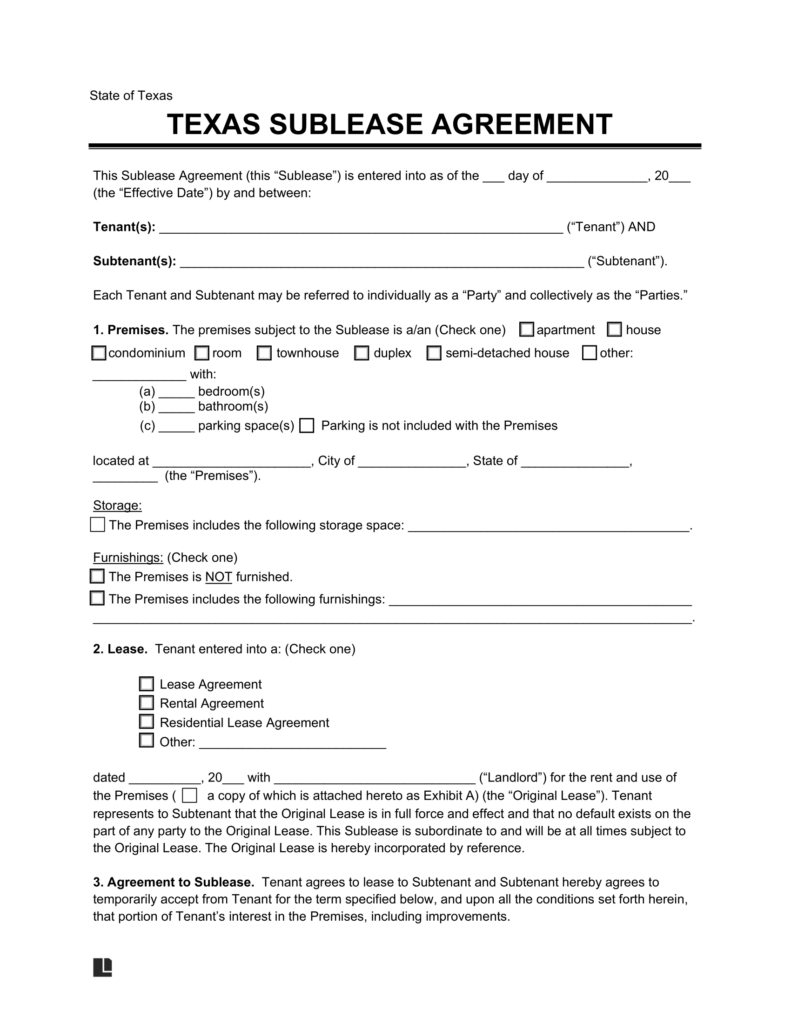 State of Texas
TEXAS SUBLEASE AGREEMENT
This Sublease Agreement (this “Sublease”) is entered into as of the ___ day of ______________, 20___
(the “Effective Date”) by and between:
Tenant(s): ________________________________________________________ (“Tenant”) AND
Subtenant(s): ________________________________________________________ (“Subtenant”).
Each Tenant and Subtenant may be referred to individually as a “Party” and collectively as the “Parties.”
1. Premises. The premises subject to the Sublease is a/an (Check one) ☐ apartment ☐ house
☐ condominium ☐ room ☐ townhouse ☐ duplex ☐ semi-detached house ☐ other:
_____________ with:
(a) _____ bedroom(s)
(b) _____ bathroom(s)
(c) _____ parking space(s) ☐ Parking is not included with the Premises
located at ______________________, City of _______________, State of _______________,
_________ (the “Premises”).
Storage:
☐ The Premises includes the following storage space: _______________________________________.
Furnishings: (Check one)
☐ The Premises is NOT furnished.
☐ The Premises includes the following furnishings: __________________________________________
___________________________________________________________________________________.
2. Lease. Tenant entered into a: (Check one)
☐ Lease Agreement
☐ Rental Agreement
☐ Residential Lease Agreement
☐ Other: __________________________
dated __________, 20___ with ____________________________ (“Landlord”) for the rent and use of
the Premises ( ☐ a copy of which is attached hereto as Exhibit A) (the “Original Lease”). Tenant
represents to Subtenant that the Original Lease is in full force and effect and that no default exists on the
part of any party to the Original Lease. This Sublease is subordinate to and will be at all times subject to
the Original Lease. The Original Lease is hereby incorporated by reference.
3. Agreement to Sublease. Tenant agrees to lease to Subtenant and Subtenant hereby agrees to
temporarily accept from Tenant for the term specified below, and upon all the conditions set forth herein,
that portion of Tenant’s interest in the Premises, including improvements.